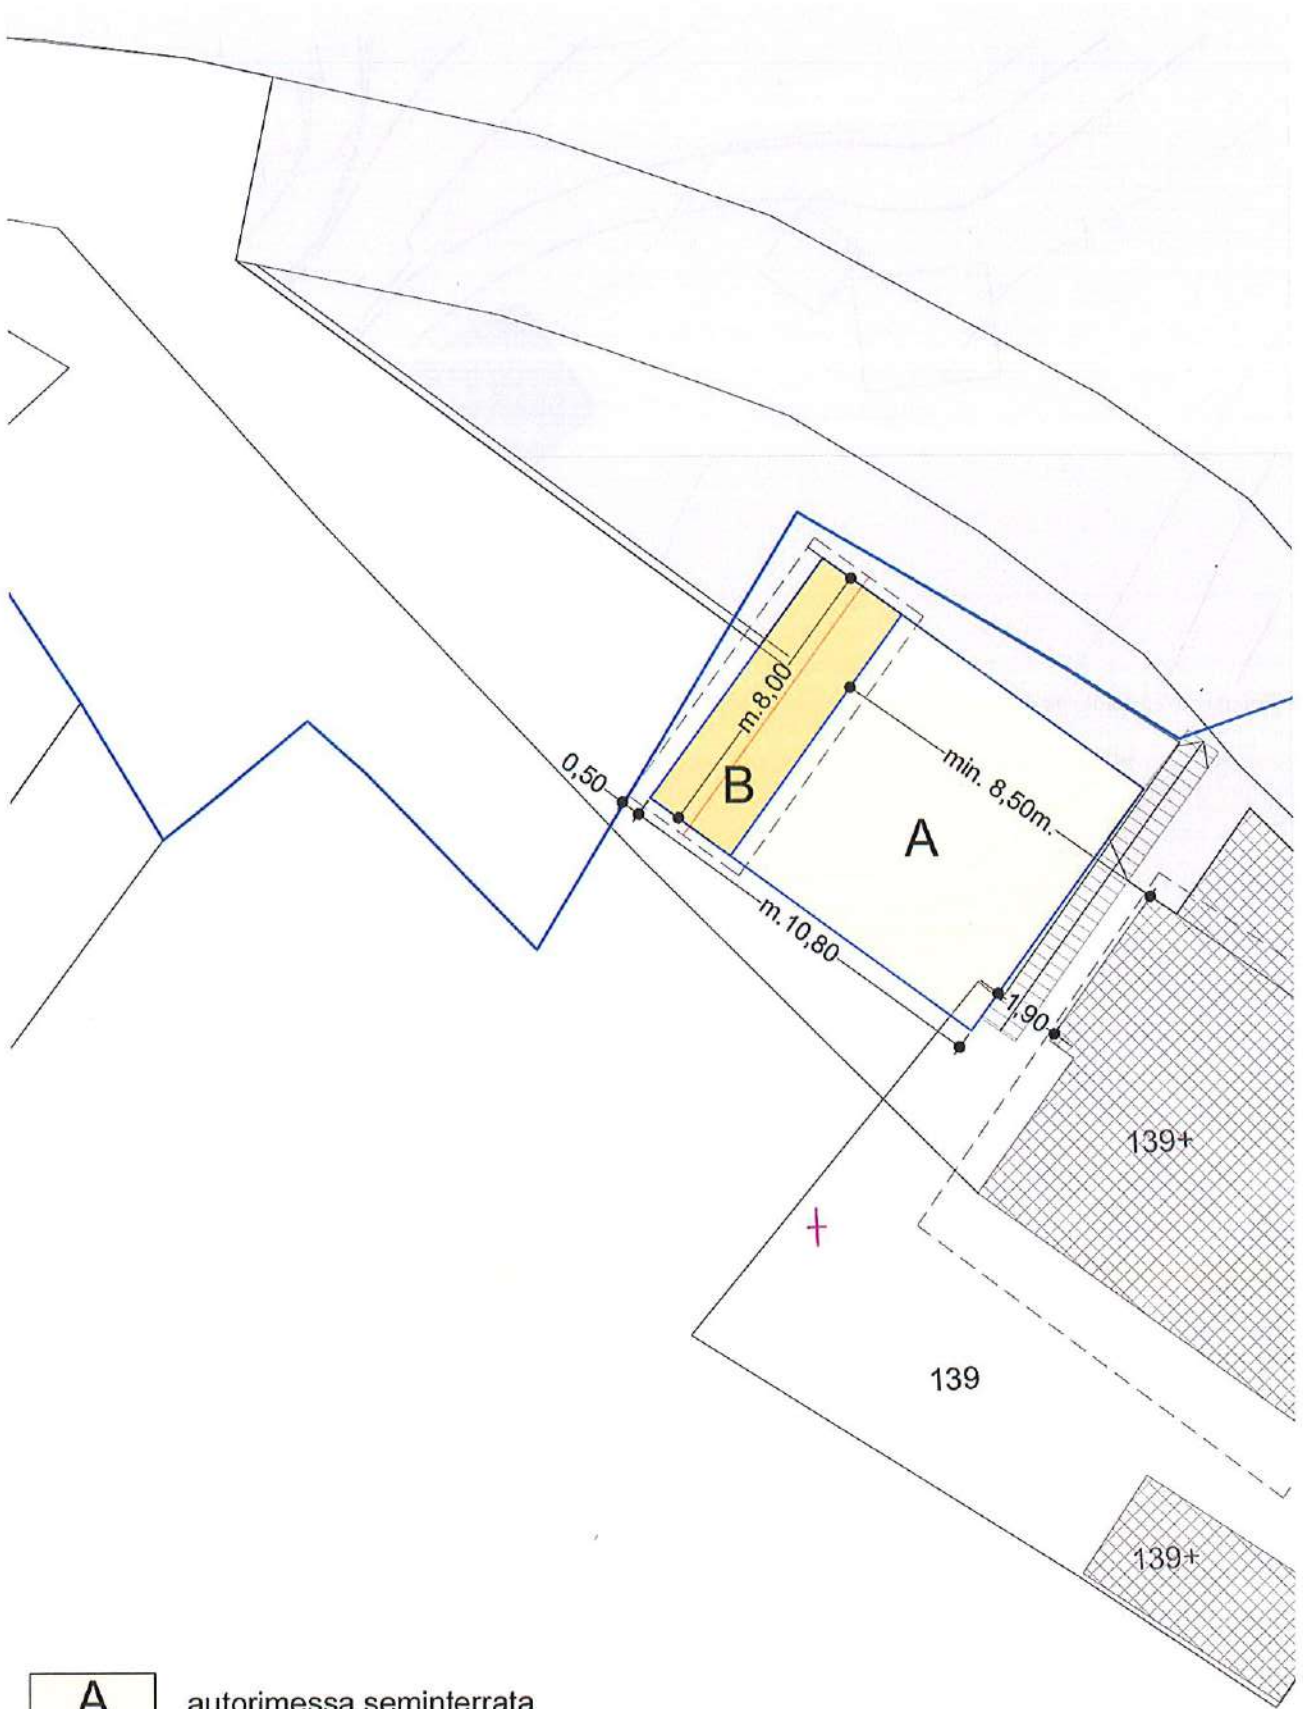 m.8,00
0,50
B
min. 8,50m.
A
m.10,80
1,90
139+
139
139+
A autorimessa seminterrata